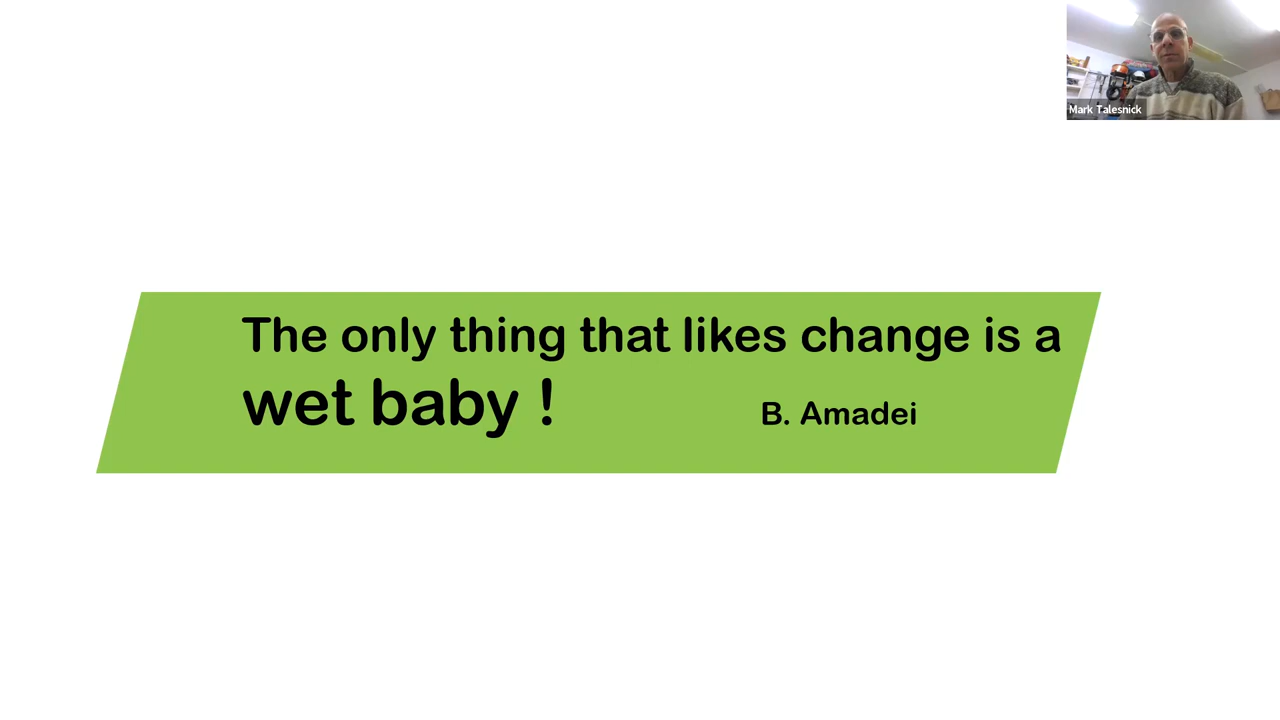 Mark Talesnick
The only thing that likes change is a
wet baby !
B. Amadei